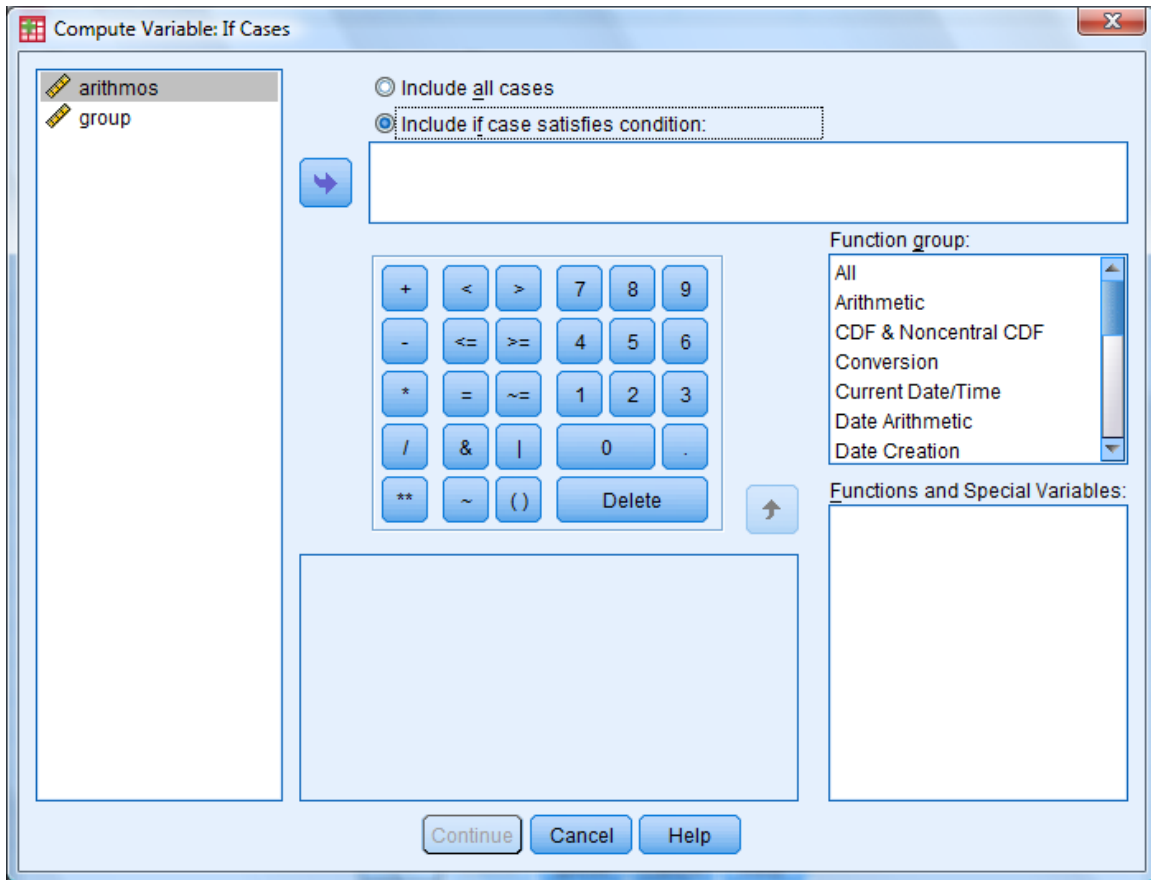 Compute Variable: If Cases
arithmos
group
Include all cases
Include if case satisfies condition:
Function group:
All
Arithmetic
CDF & Noncentral CDF
Conversion
Current Date/Time
Date Arithmetic
Date Creation
+ < > 7 8 9
- <= >= 4 5 6
* = ~= 1 2 3
/ & | 0 .
** ~ ( ) Delete
Functions and Special Variables:
Continue Cancel Help